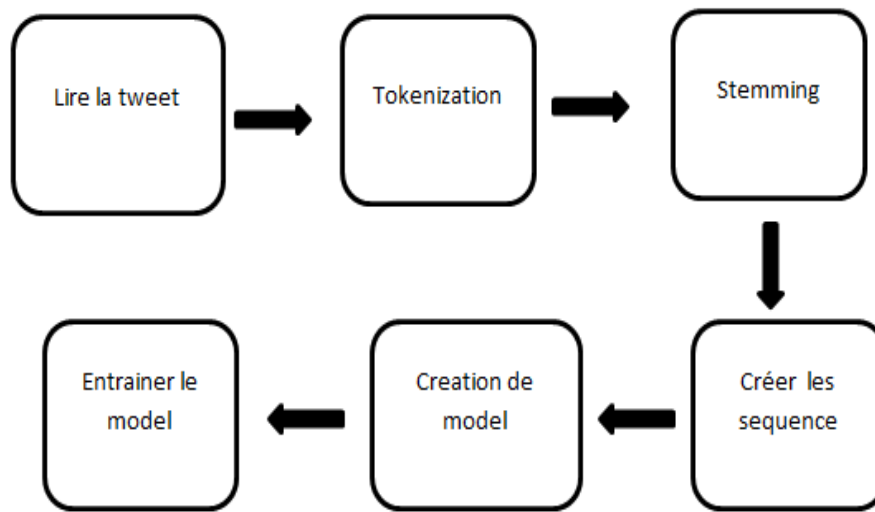 Lire la tweet
Tokenization
Stemming
Créer les
sequence
Creation de
model
Entrainer le
model